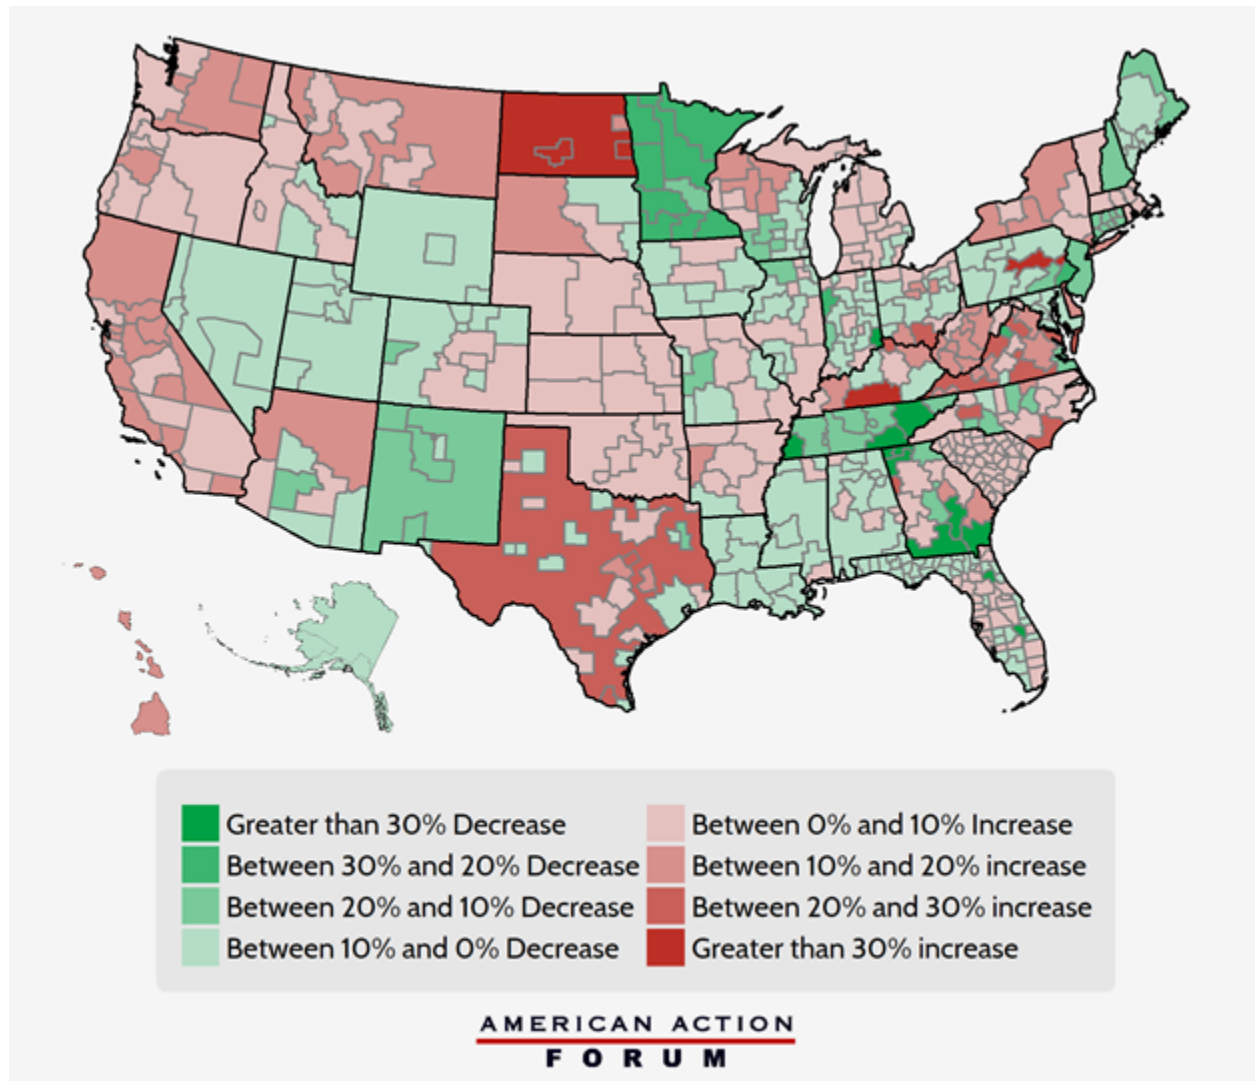 Greater than 30% Decrease
Between 30% and 20% Decrease
Between 20% and 10% Decrease
Between 10% and 0% Decrease
Between 0% and 10% Increase
Between 10% and 20% increase
Between 20% and 30% increase
Greater than 30% increase
AMERICAN ACTION
FORUM